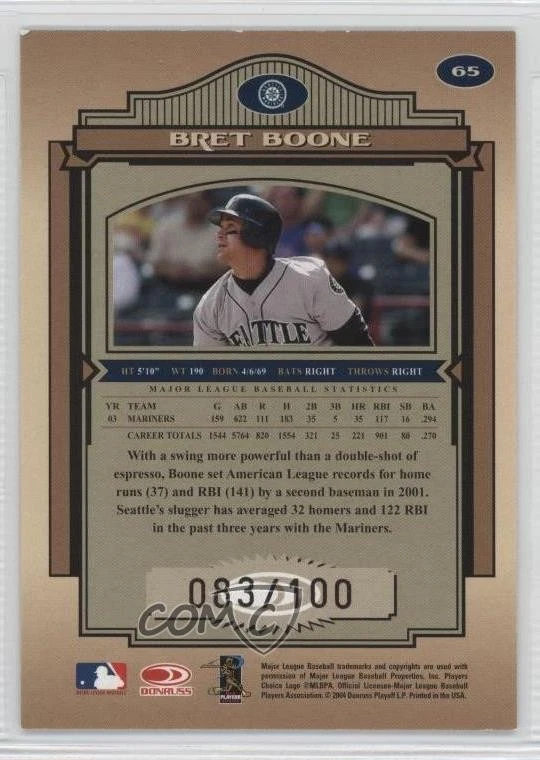 65
BRET BOONE
SEATTLE
HT 5'10" WT 190 BORN 4/6/69 BATS RIGHT THROWS RIGHT
MAJOR LEAGUE BASEBALL STATISTICS
YR TEAM G AB R H 2B 3B HR RBI SB BA
03 MARINERS 159 622 111 183 35 5 35 117 16 .294
CAREER TOTALS 1544 5764 820 1554 321 25 221 901 80 .270
With a swing more powerful than a double-shot of
espresso, Boone set American League records for home
runs (37) and RBI (141) by a second baseman in 2001.
Seattle's slugger has averaged 32 homers and 122 RBI
in the past three years with the Mariners.
083/100
COMC
DONRUSS
PLAYERS
Major League Baseball trademarks and copyrights are used with
permission of Major League Baseball Properties, Inc. Players
Choice Logo ©MLBPA. Official Licensee-Major League Baseball
Players Association. © 2004 Donruss Playoff L.P. Printed in the USA.